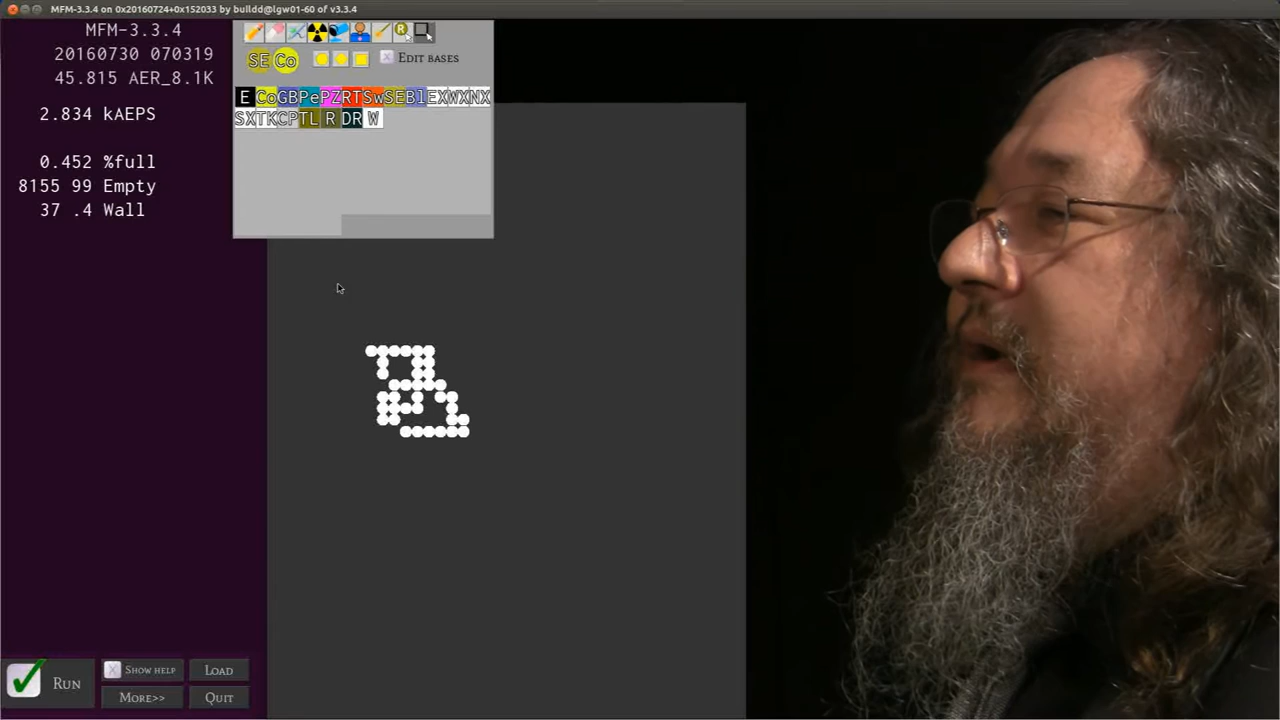 MFM-3.3.4 on 0x20160724+0x152033 by buildd@lgw01-60 of v3.3.4
MFM-3.3.4
20160730 070319
45.815 AER_8.1K
2.834 kAEPS
0.452 %full
8155 99 Empty
37 .4 Wall
SE Co
EDIT BASES
E Co GB Pe PZ RT Sw SE Bl EX WX NX
SX TK CP TL R DR W
RUN
SHOW HELP
LOAD
MORE>>
QUIT